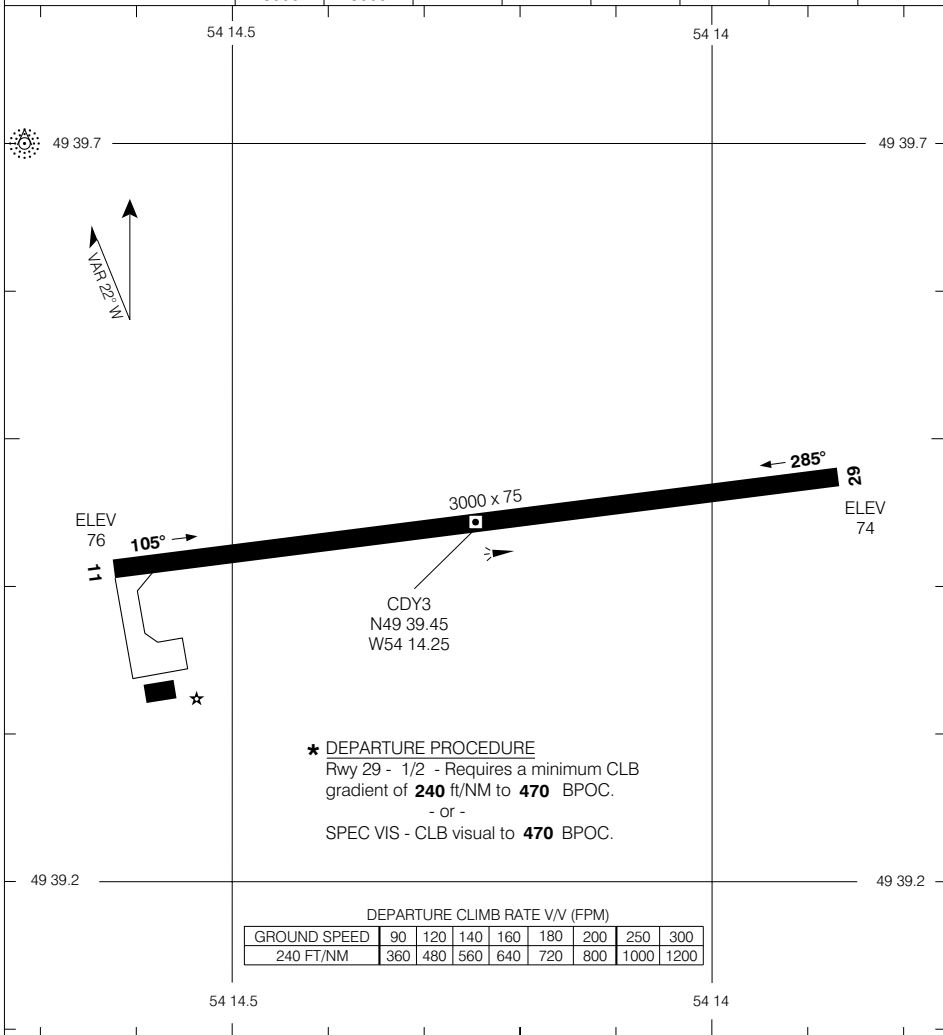 54 14.5 54 14
49 39.7 49 39.7
VAR 22° W
285°
29
3000 x 75
ELEV
74
ELEV
76
105°
11
CDY3
N49 39.45
W54 14.25
* DEPARTURE PROCEDURE
Rwy 29 - 1/2 - Requires a minimum CLB
gradient of 240 ft/NM to 470 BPOC.
- or -
SPEC VIS - CLB visual to 470 BPOC.
49 39.2 49 39.2
DEPARTURE CLIMB RATE V/V (FPM)
GROUND SPEED 90 120 140 160 180 200 250 300
240 FT/NM 360 480 560 640 720 800 1000 1200
54 14.5 54 14